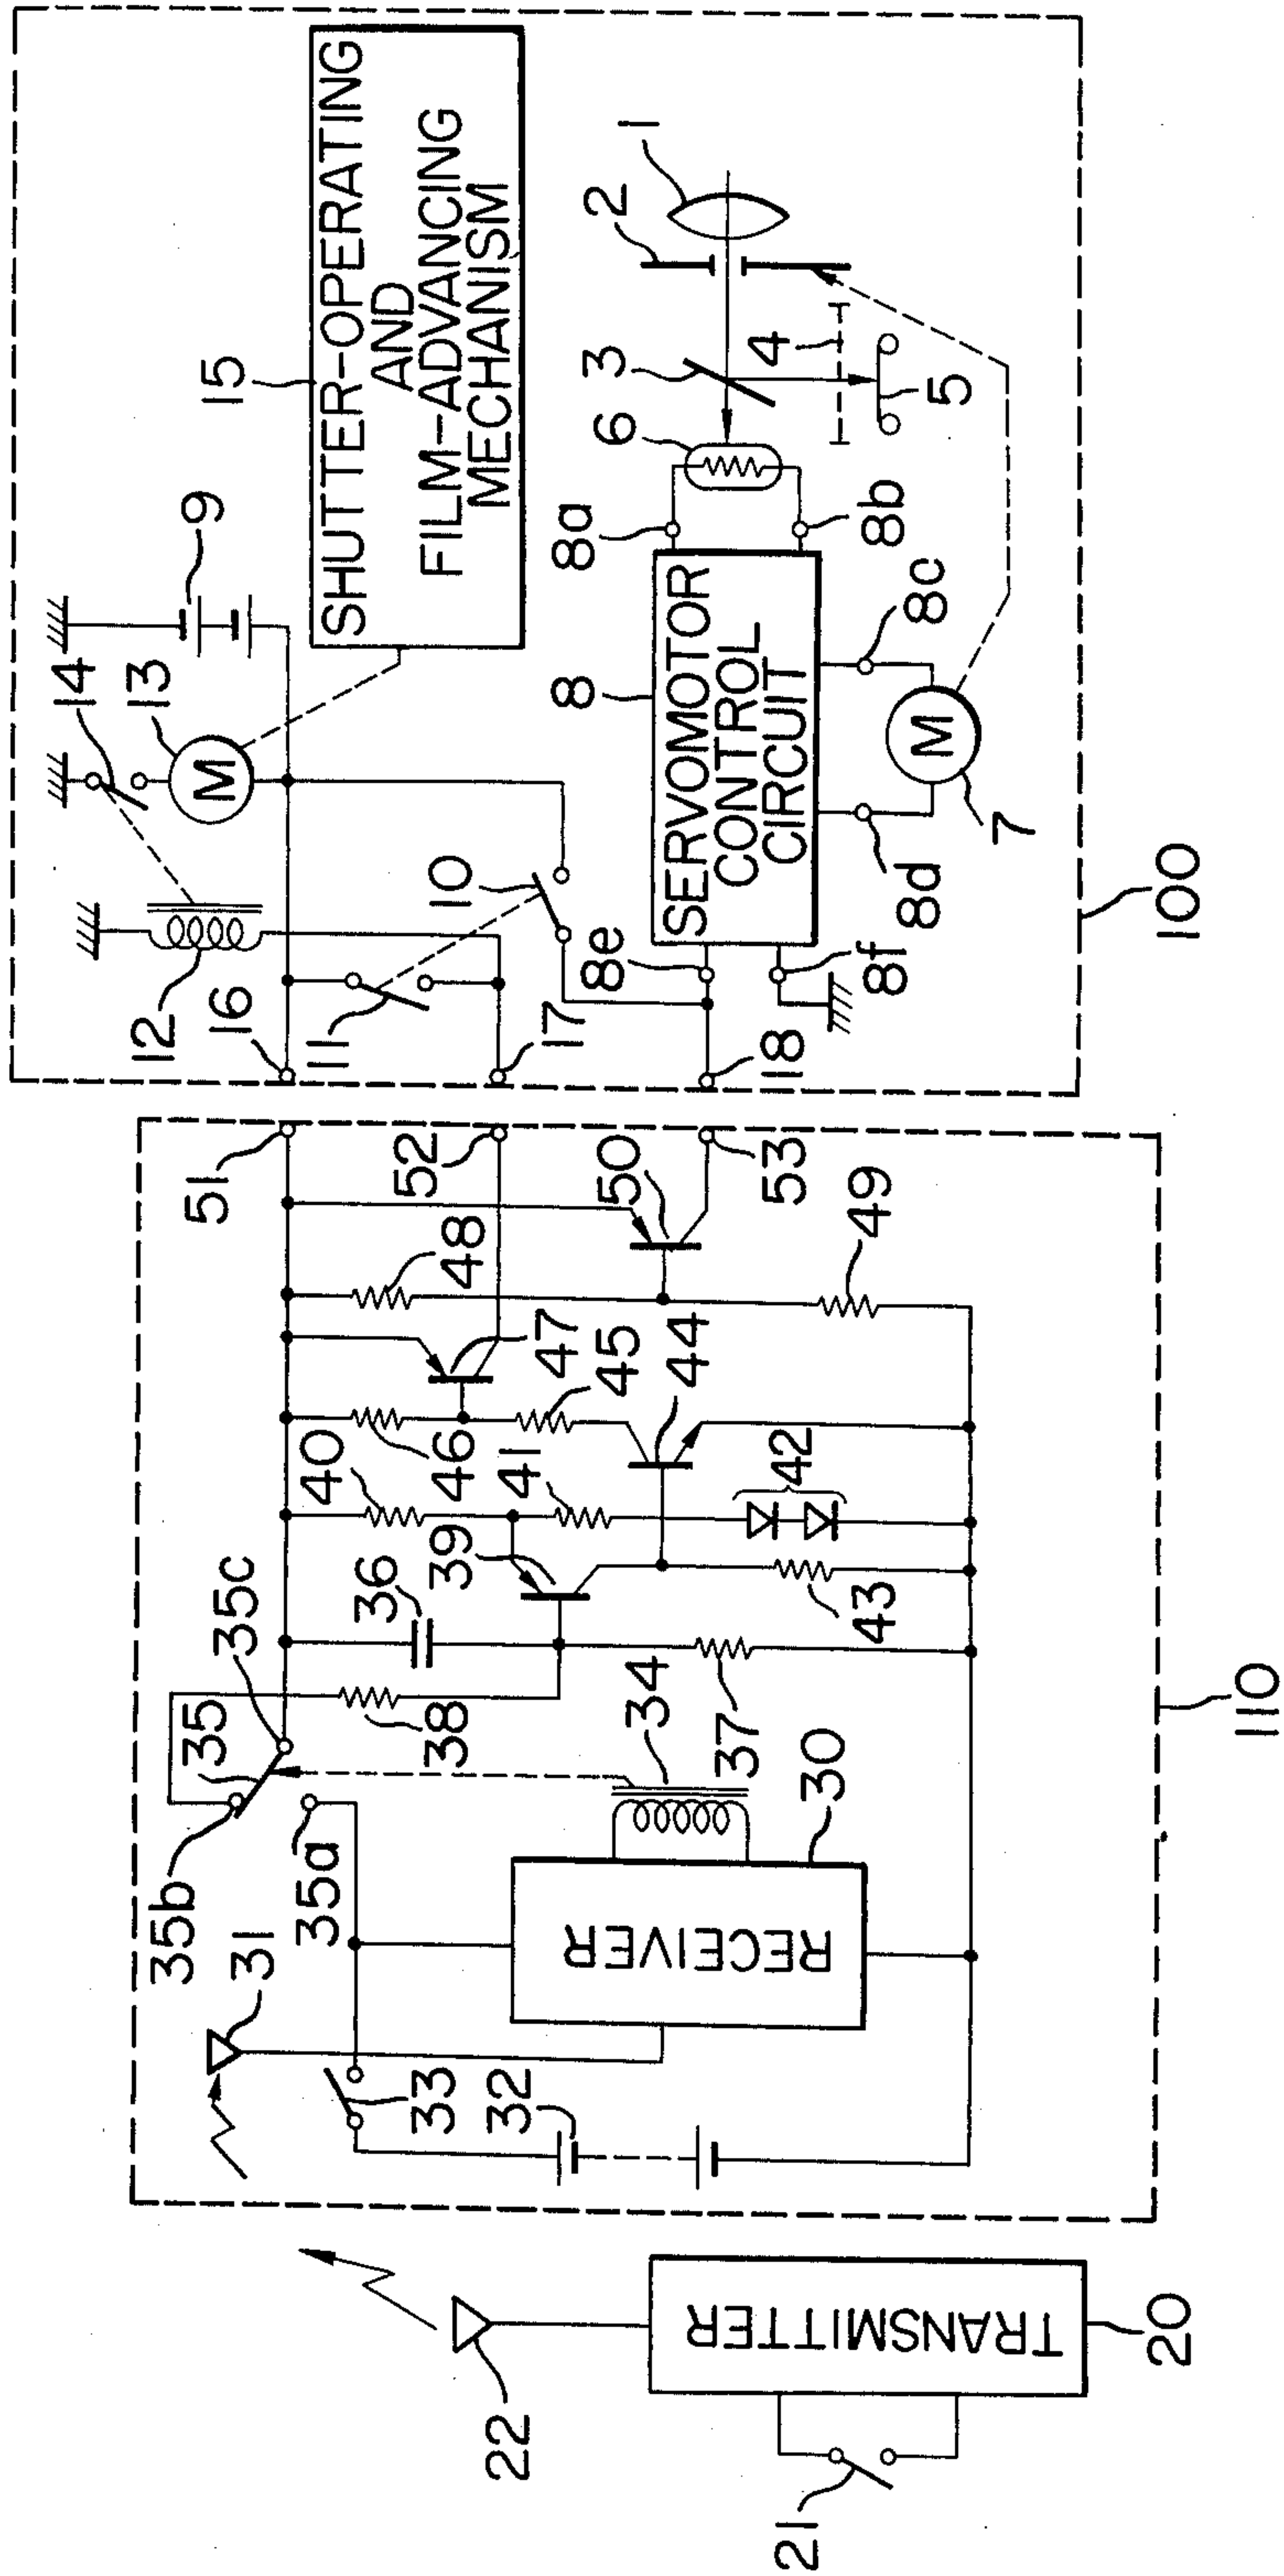 SHUTTER-OPERATING
AND
FILM-ADVANCING
MECHANISM
15
9
14
13
M
12
16
11
17
10
1
2
3
4
5
6
8a
8b
SERVOMOTOR
CONTROL
CIRCUIT
8
8c
8d
8e
8f
M
7
18
100
51
52
53
50
48
49
47
45
44
46
40
41
42
39
36
43
35c
35
38
34
37
30
RECEIVER
35b
35a
31
33
32
110
22
TRANSMITTER
20
21